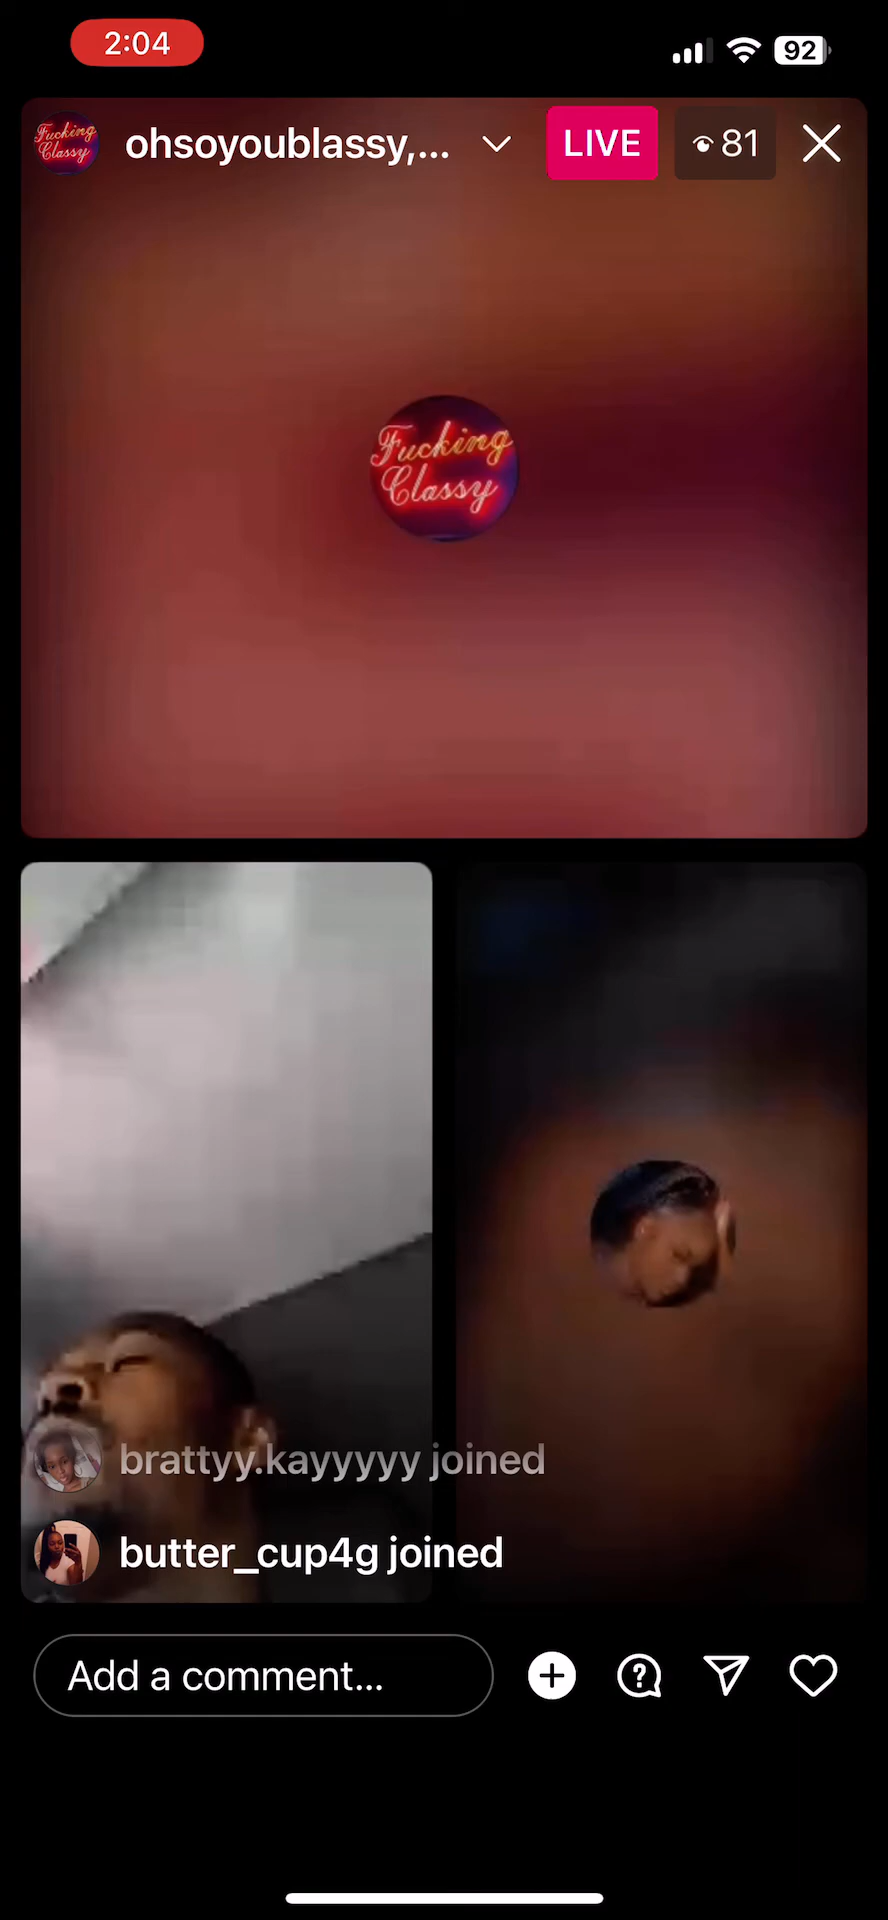 2:04
92
Fucking
Classy
ohsoyoublassy,...
LIVE
81
Fucking
Classy
brattyy.kayyyyy joined
butter_cup4g joined
Add a comment...